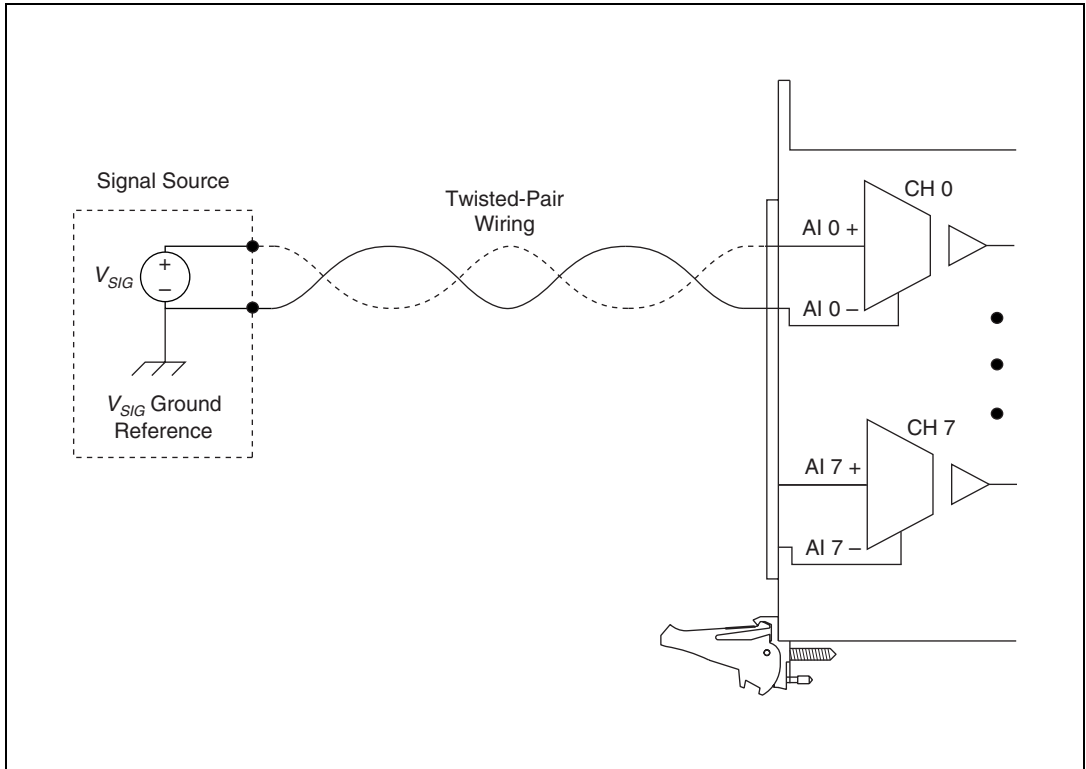 Signal Source
V_SIG
+
–
V_SIG Ground
Reference
Twisted-Pair
Wiring
CH 0
AI 0 +
AI 0 –
CH 7
AI 7 +
AI 7 –